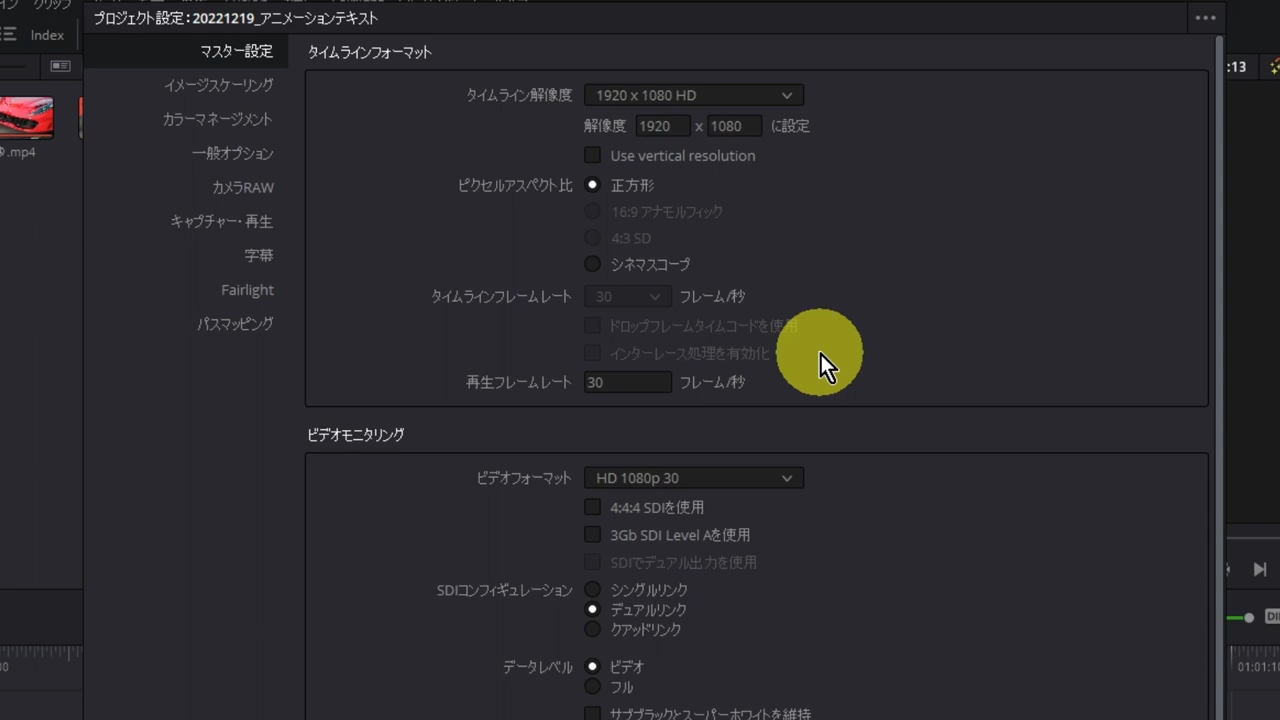 プロジェクト設定：20221219_アニメーションテキスト
Index
マスター設定
タイムラインフォーマット
:13
イメージスケーリング
タイムライン解像度 1920 x 1080 HD
カラーマネージメント
解像度 1920 x 1080 に設定
.mp4
一般オプション
Use vertical resolution
カメラRAW
ピクセルアスペクト比 正方形
16:9 アナモルフィック
キャプチャー・再生
4:3 SD
字幕
シネマスコープ
Fairlight
タイムラインフレームレート 30 フレーム/秒
パスマッピング
ドロップフレームタイムコードを使用
インターレース処理を有効化
再生フレームレート 30 フレーム/秒
ビデオモニタリング
ビデオフォーマット HD 1080p 30
4:4:4 SDIを使用
3Gb SDI Level Aを使用
SDIでデュアル出力を使用
SDIコンフィギュレーション シングルリンク
デュアルリンク
クアッドリンク
データレベル ビデオ
01:01:10
フル
サブブラックとスーパーホワイトを維持